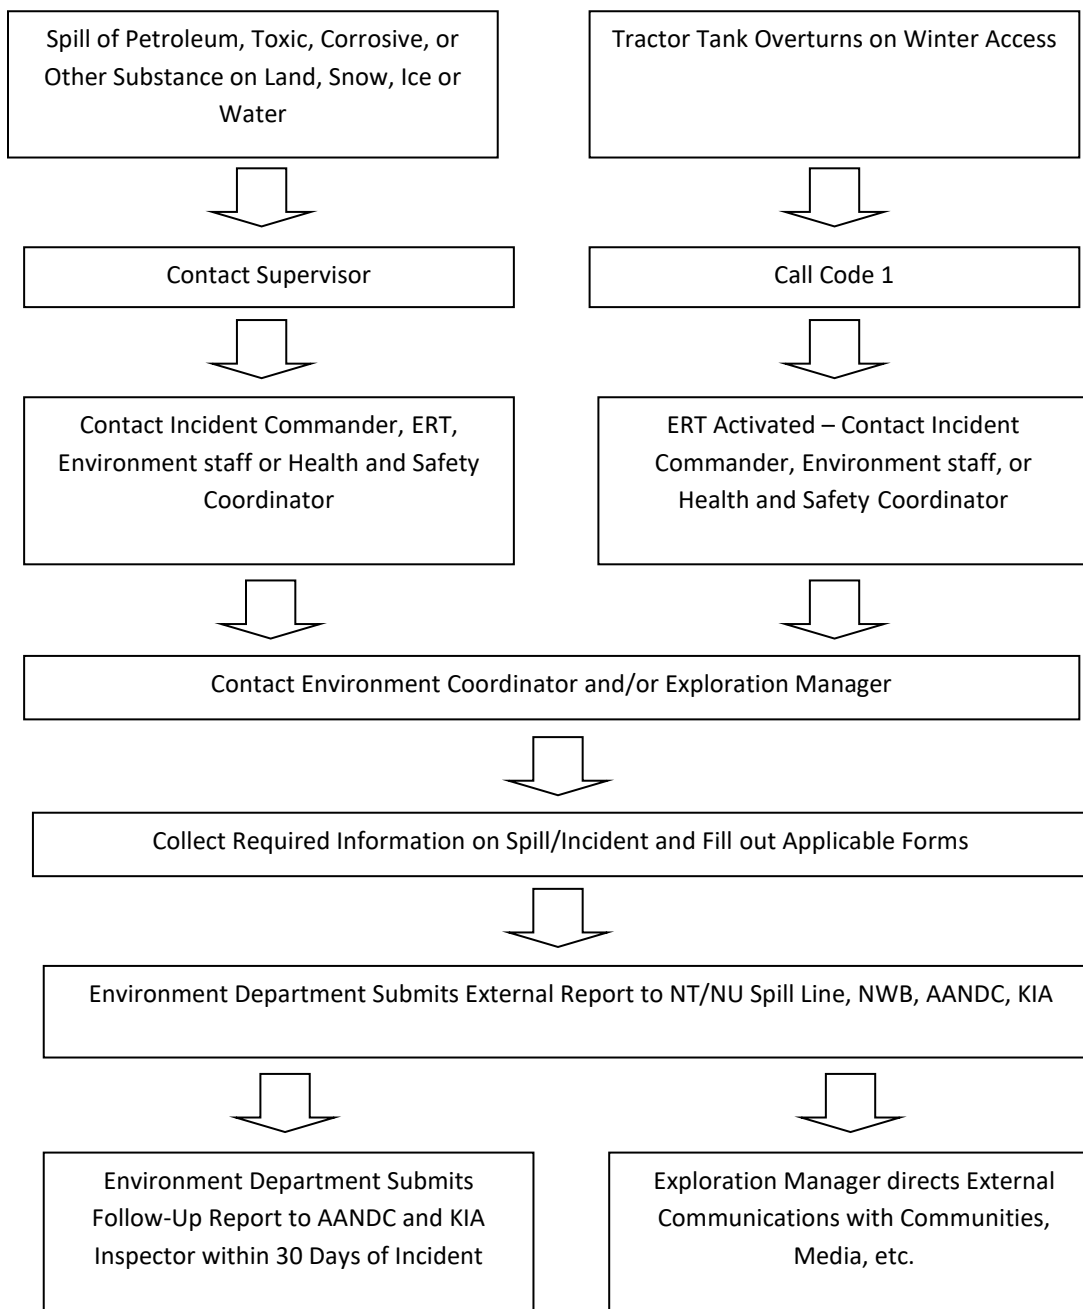 Spill of Petroleum, Toxic, Corrosive, or
Other Substance on Land, Snow, Ice or
Water
Tractor Tank Overturns on Winter Access
Contact Supervisor
Call Code 1
Contact Incident Commander, ERT,
Environment staff or Health and Safety
Coordinator
ERT Activated – Contact Incident
Commander, Environment staff, or
Health and Safety Coordinator
Contact Environment Coordinator and/or Exploration Manager
Collect Required Information on Spill/Incident and Fill out Applicable Forms
Environment Department Submits External Report to NT/NU Spill Line, NWB, AANDC, KIA
Environment Department Submits
Follow-Up Report to AANDC and KIA
Inspector within 30 Days of Incident
Exploration Manager directs External
Communications with Communities,
Media, etc.